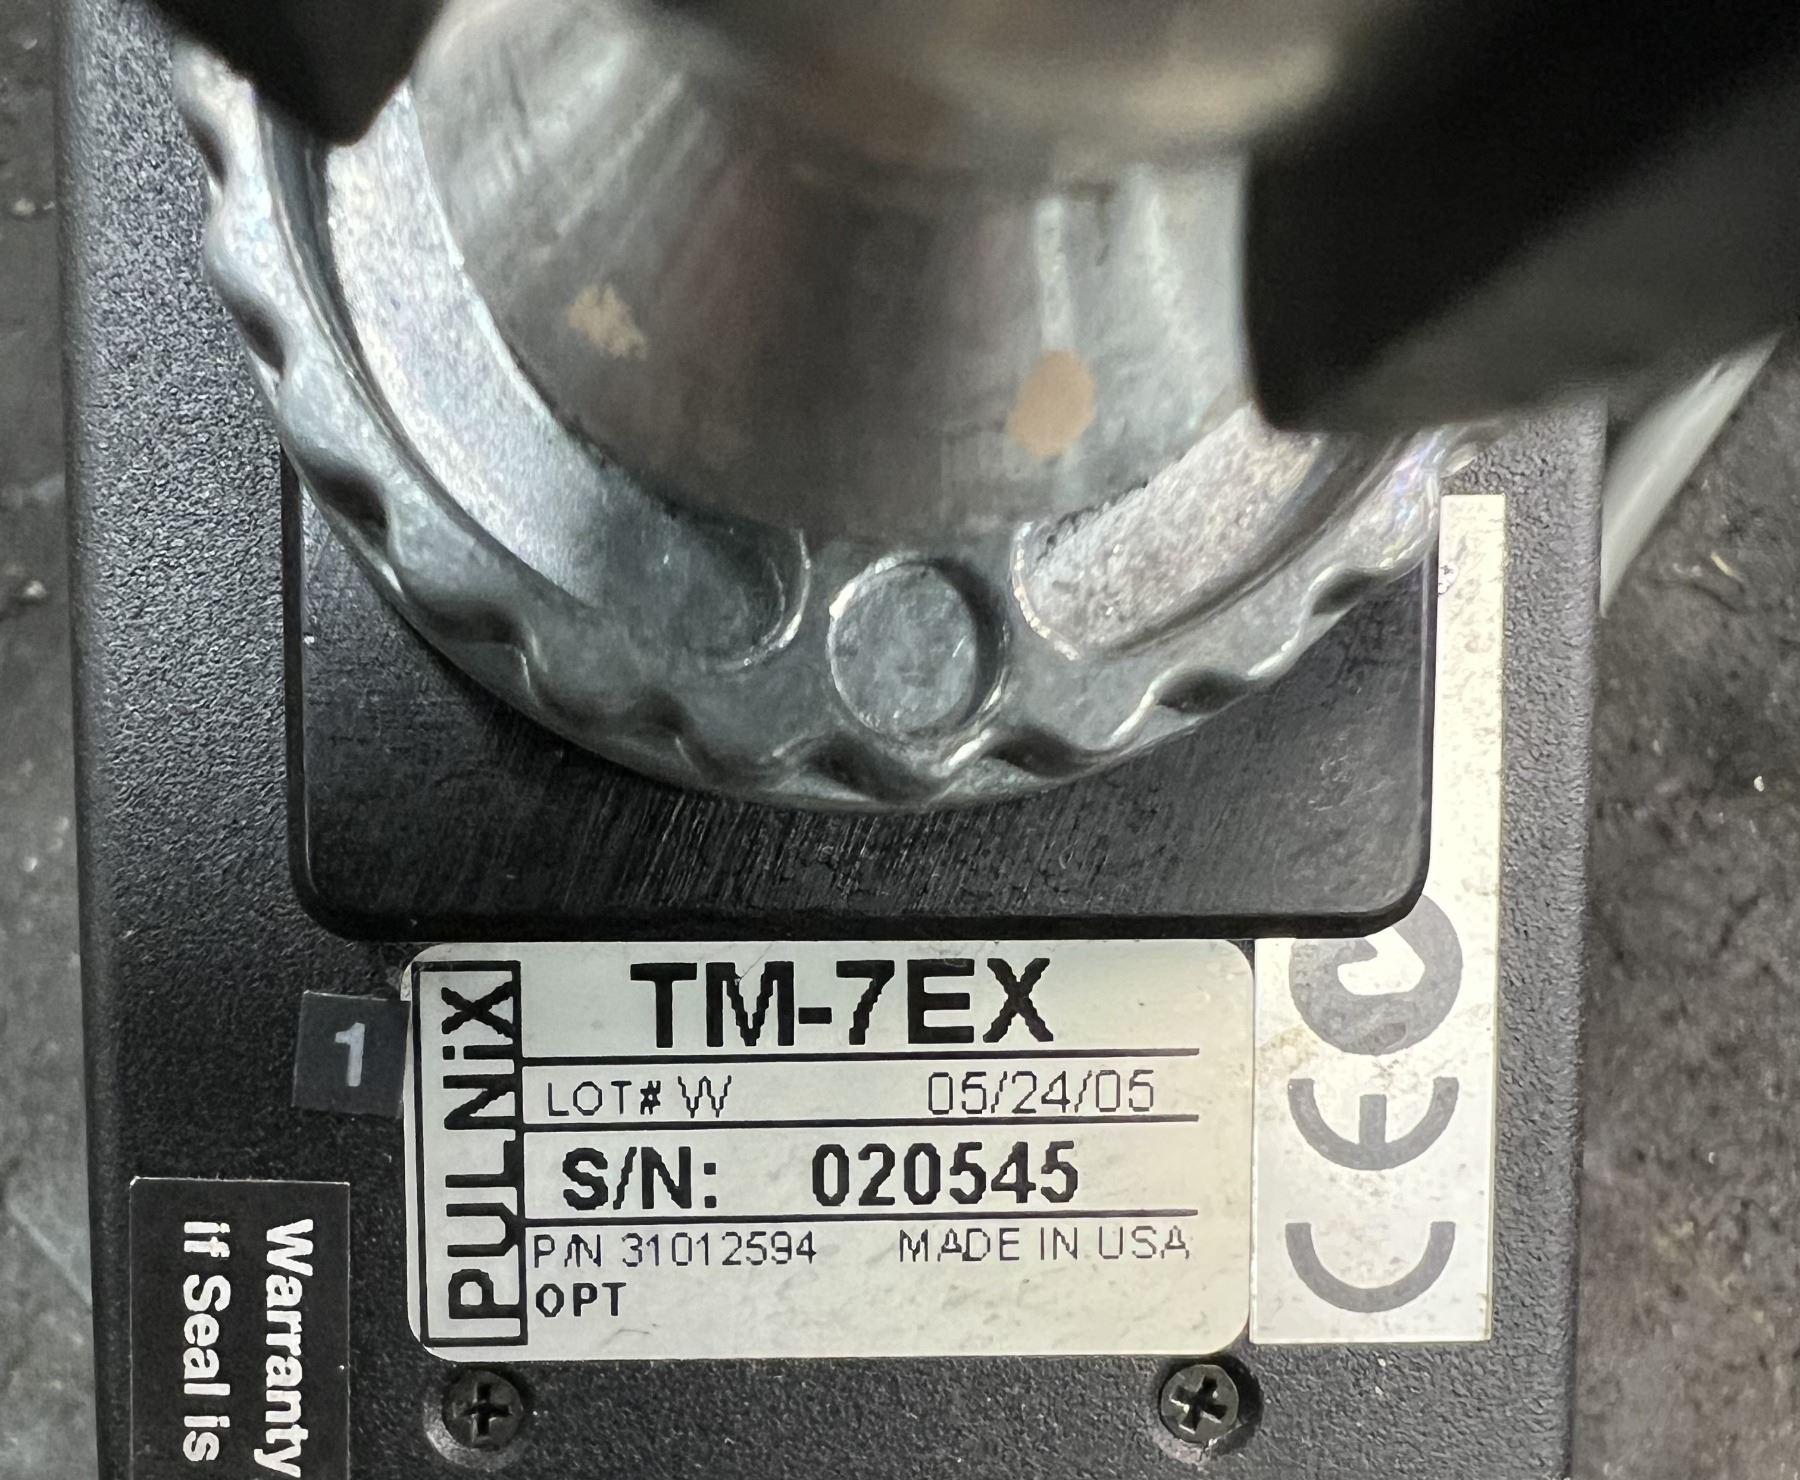 PULNiX
TM-7EX
LOT# W 05/24/05
S/N: 020545
P/N 31012594 MADE IN USA
OPT
1
Warranty
if Seal is
CE